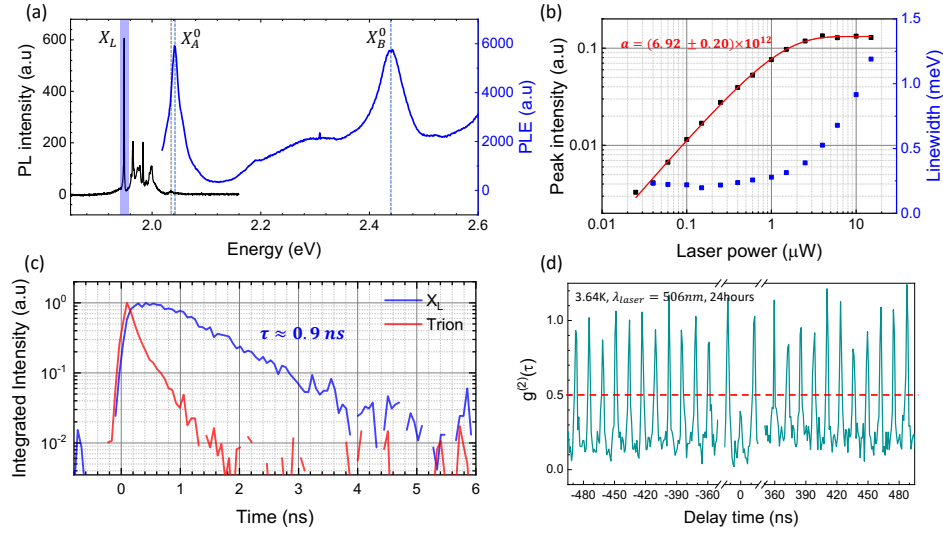 (a)
X_L
X_A^0
X_B^0
PL intensity (a.u)
600
400
200
0
6000
4000
2000
0
PLE (a.u)
2.0
2.2
2.4
2.6
Energy (eV)
(b)
a = (6.92 ± 0.20)×10^12
Peak intensity (a.u)
0.1
0.01
1.5
1.2
0.9
0.6
0.3
0.0
Linewidth (meV)
0.01
0.1
1
10
Laser power (μW)
(c)
X_L
Trion
τ ≈ 0.9 ns
Integrated Intensity (a.u)
10^0
10^-1
10^-2
0
1
2
3
4
5
6
Time (ns)
(d)
3.64K, λ_laser = 506nm, 24hours
g^(2)(τ)
1.0
0.5
0.0
-480
-450
-420
-390
-360
0
360
390
420
450
480
Delay time (ns)